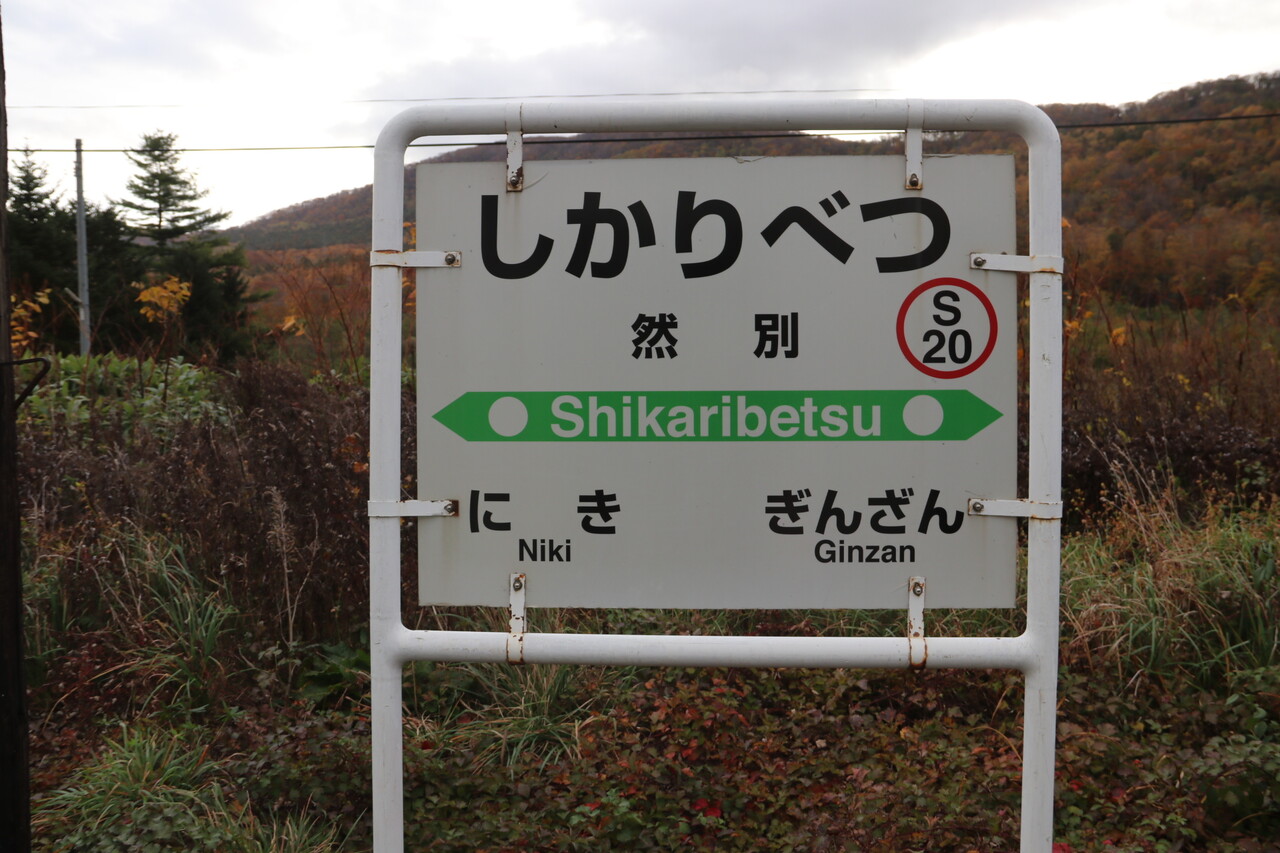 しかりべつ
然別
S
20
Shikaribetsu
にき ぎんざん
Niki Ginzan